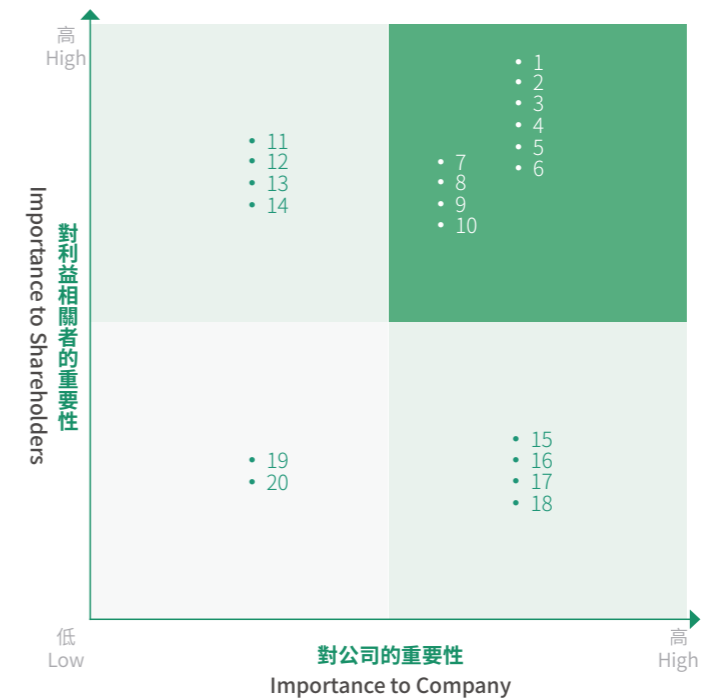 高
High
• 1
• 2
• 3
• 4
• 5
• 6
• 7
• 8
• 9
• 10
• 11
• 12
• 13
• 14
對利益相關者的重要性
Importance to Shareholders
• 19
• 20
• 15
• 16
• 17
• 18
低
Low
對公司的重要性
Importance to Company
高
High